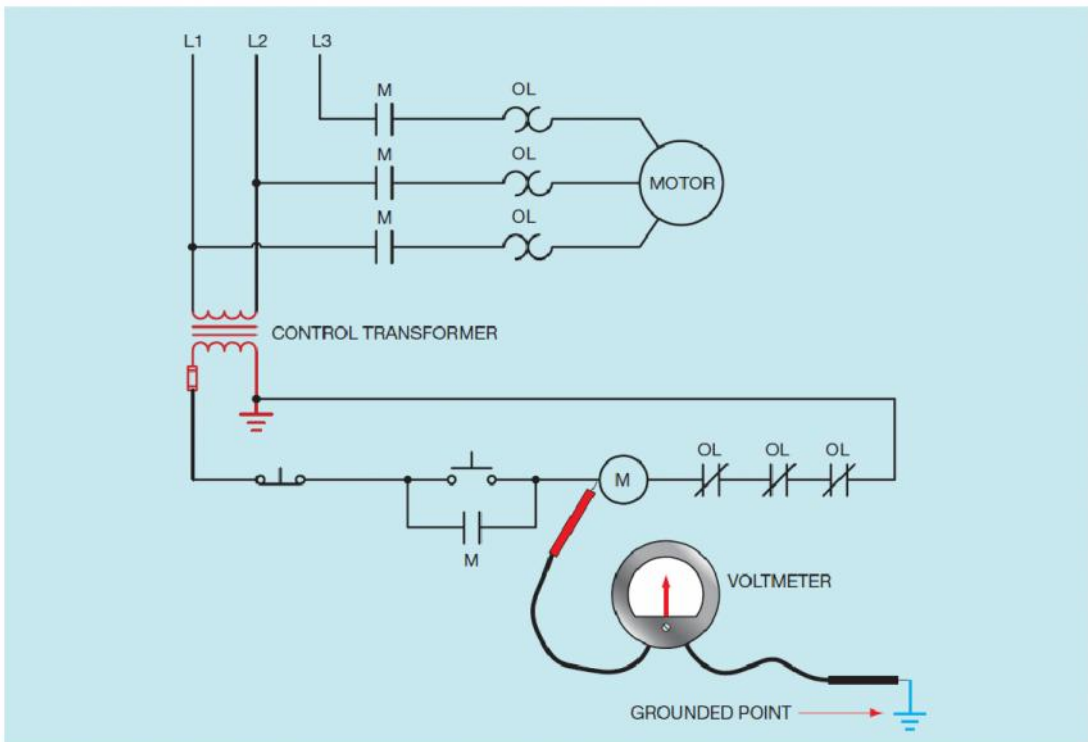 L1 L2 L3
M OL
M OL
MOTOR
M OL
CONTROL TRANSFORMER
OL OL OL
M
M
VOLTMETER
GROUNDED POINT